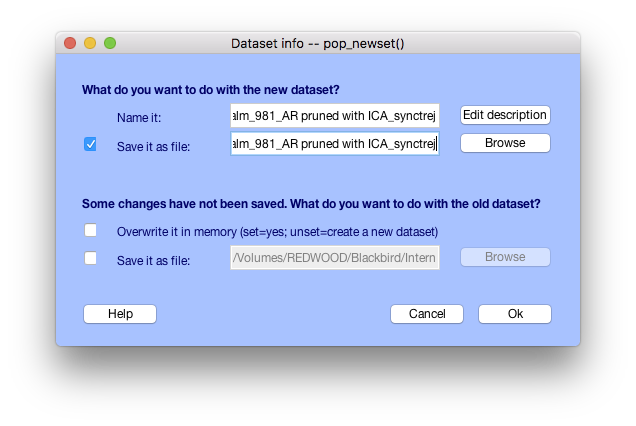 Dataset info -- pop_newset()
What do you want to do with the new dataset?
Name it: alm_981_AR pruned with ICA_synctrej Edit description
Save it as file: alm_981_AR pruned with ICA_synctrej Browse
Some changes have not been saved. What do you want to do with the old dataset?
Overwrite it in memory (set=yes; unset=create a new dataset)
Save it as file: /Volumes/REDWOOD/Blackbird/Intern Browse
Help Cancel Ok